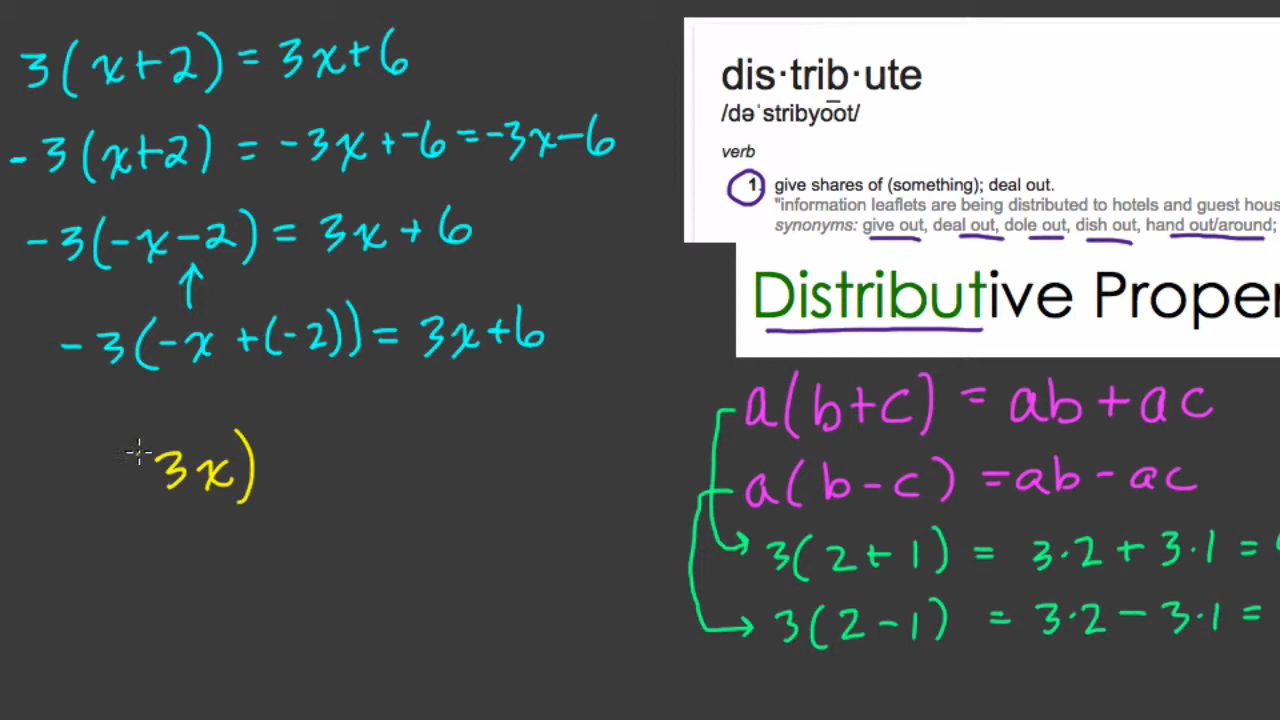 3(x+2) = 3x+6
-3(x+2) = -3x+-6=-3x-6
-3(-x-2) = 3x+6
-3(-x+(-2)) = 3x+6
3x)
dis·trib·ute
/dəˈstribyo͞ot/
verb
1. give shares of (something); deal out.
"information leaflets are being distributed to hotels and guest
synonyms: give out, deal out, dole out, dish out, hand out/around;
Distributive
a(b+c) = ab+ac
a(b-c) =ab-ac
3(2+1) = 3·2+3·1=
3(2-1) = 3·2-3·1=